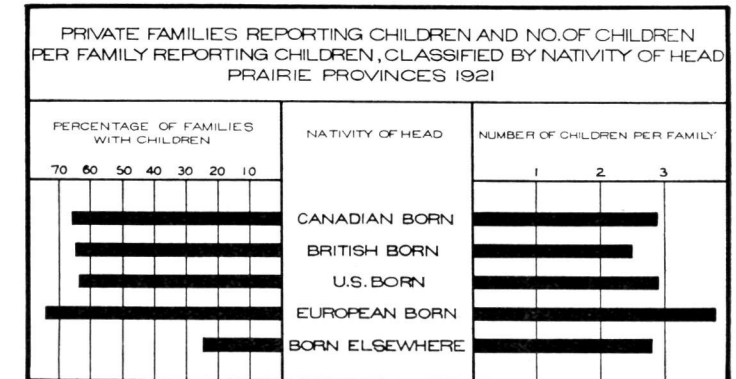 PRIVATE FAMILIES REPORTING CHILDREN AND NO. OF CHILDREN
PER FAMILY REPORTING CHILDREN, CLASSIFIED BY NATIVITY OF HEAD
PRAIRIE PROVINCES 1921
PERCENTAGE OF FAMILIES
WITH CHILDREN
NATIVITY OF HEAD
NUMBER OF CHILDREN PER FAMILY
70 60 50 40 30 20 10
1 2 3
CANADIAN BORN
BRITISH BORN
U.S. BORN
EUROPEAN BORN
BORN ELSEWHERE